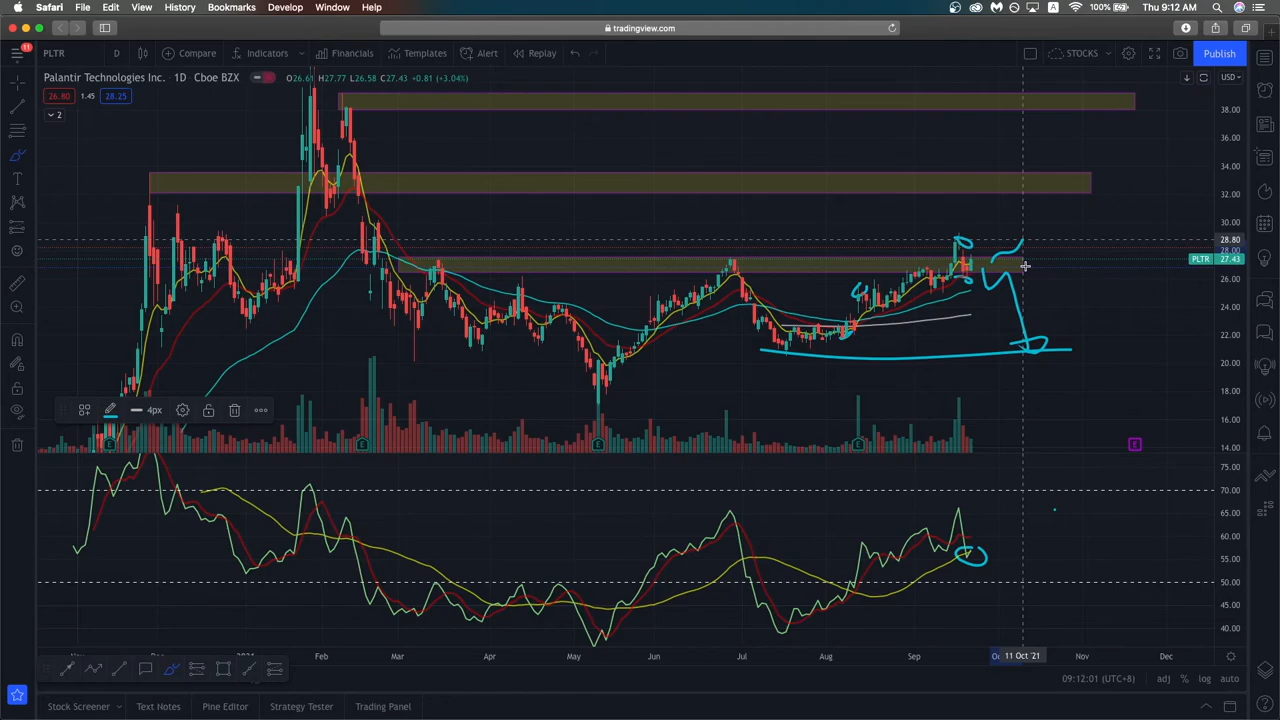 Safari File Edit View History Bookmarks Develop Window Help A 100% Thu 9:12 AM
tradingview.com
11 PLTR D Compare Indicators Financials Templates Alert Replay STOCKS Publish
Palantir Technologies Inc. · 1D · Cboe BZX H27.77 L26.58 C27.43 +0.81 (+3.04%) USD
26.80 1.45 28.25
2
38.00
36.00
34.00
32.00
30.00
28.80
28.00
PLTR 27.43
26.00
24.00
22.00
20.00
18.00
16.00
14.00
4px
E E E E E
75.00
70.00
65.00
60.00
55.00
50.00
45.00
40.00
Feb Mar Apr May Jun Jul Aug Sep 11 Oct '21 Nov Dec
09:12:01 (UTC+8) adj % log auto
Stock Screener Text Notes Pine Editor Strategy Tester Trading Panel